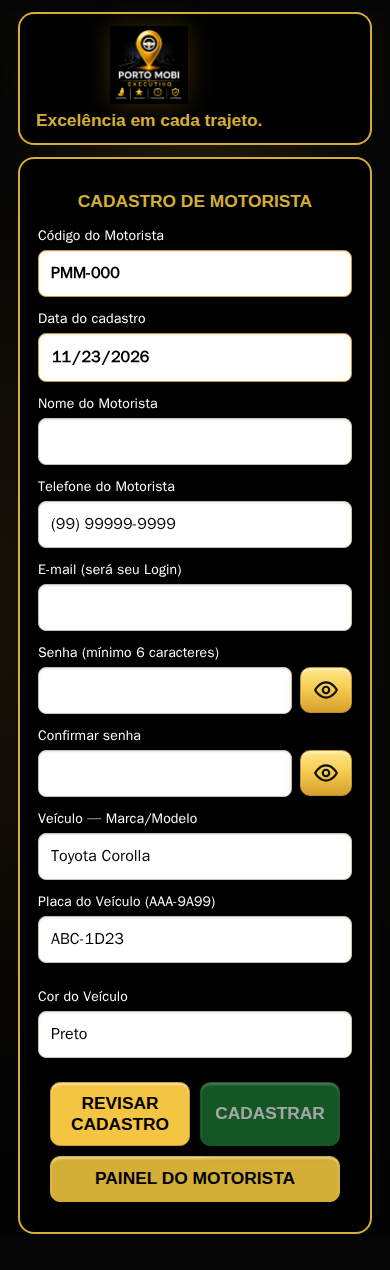 PORTO MOBI
EXECUTIVO
Excelência em cada trajeto.
CADASTRO DE MOTORISTA
Código do Motorista
PMM-000
Data do cadastro
11/23/2026
Nome do Motorista
Telefone do Motorista
(99) 99999-9999
E-mail (será seu Login)
Senha (mínimo 6 caracteres)
Confirmar senha
Veículo — Marca/Modelo
Toyota Corolla
Placa do Veículo (AAA-9A99)
ABC-1D23
Cor do Veículo
Preto
REVISAR
CADASTRO
CADASTRAR
PAINEL DO MOTORISTA